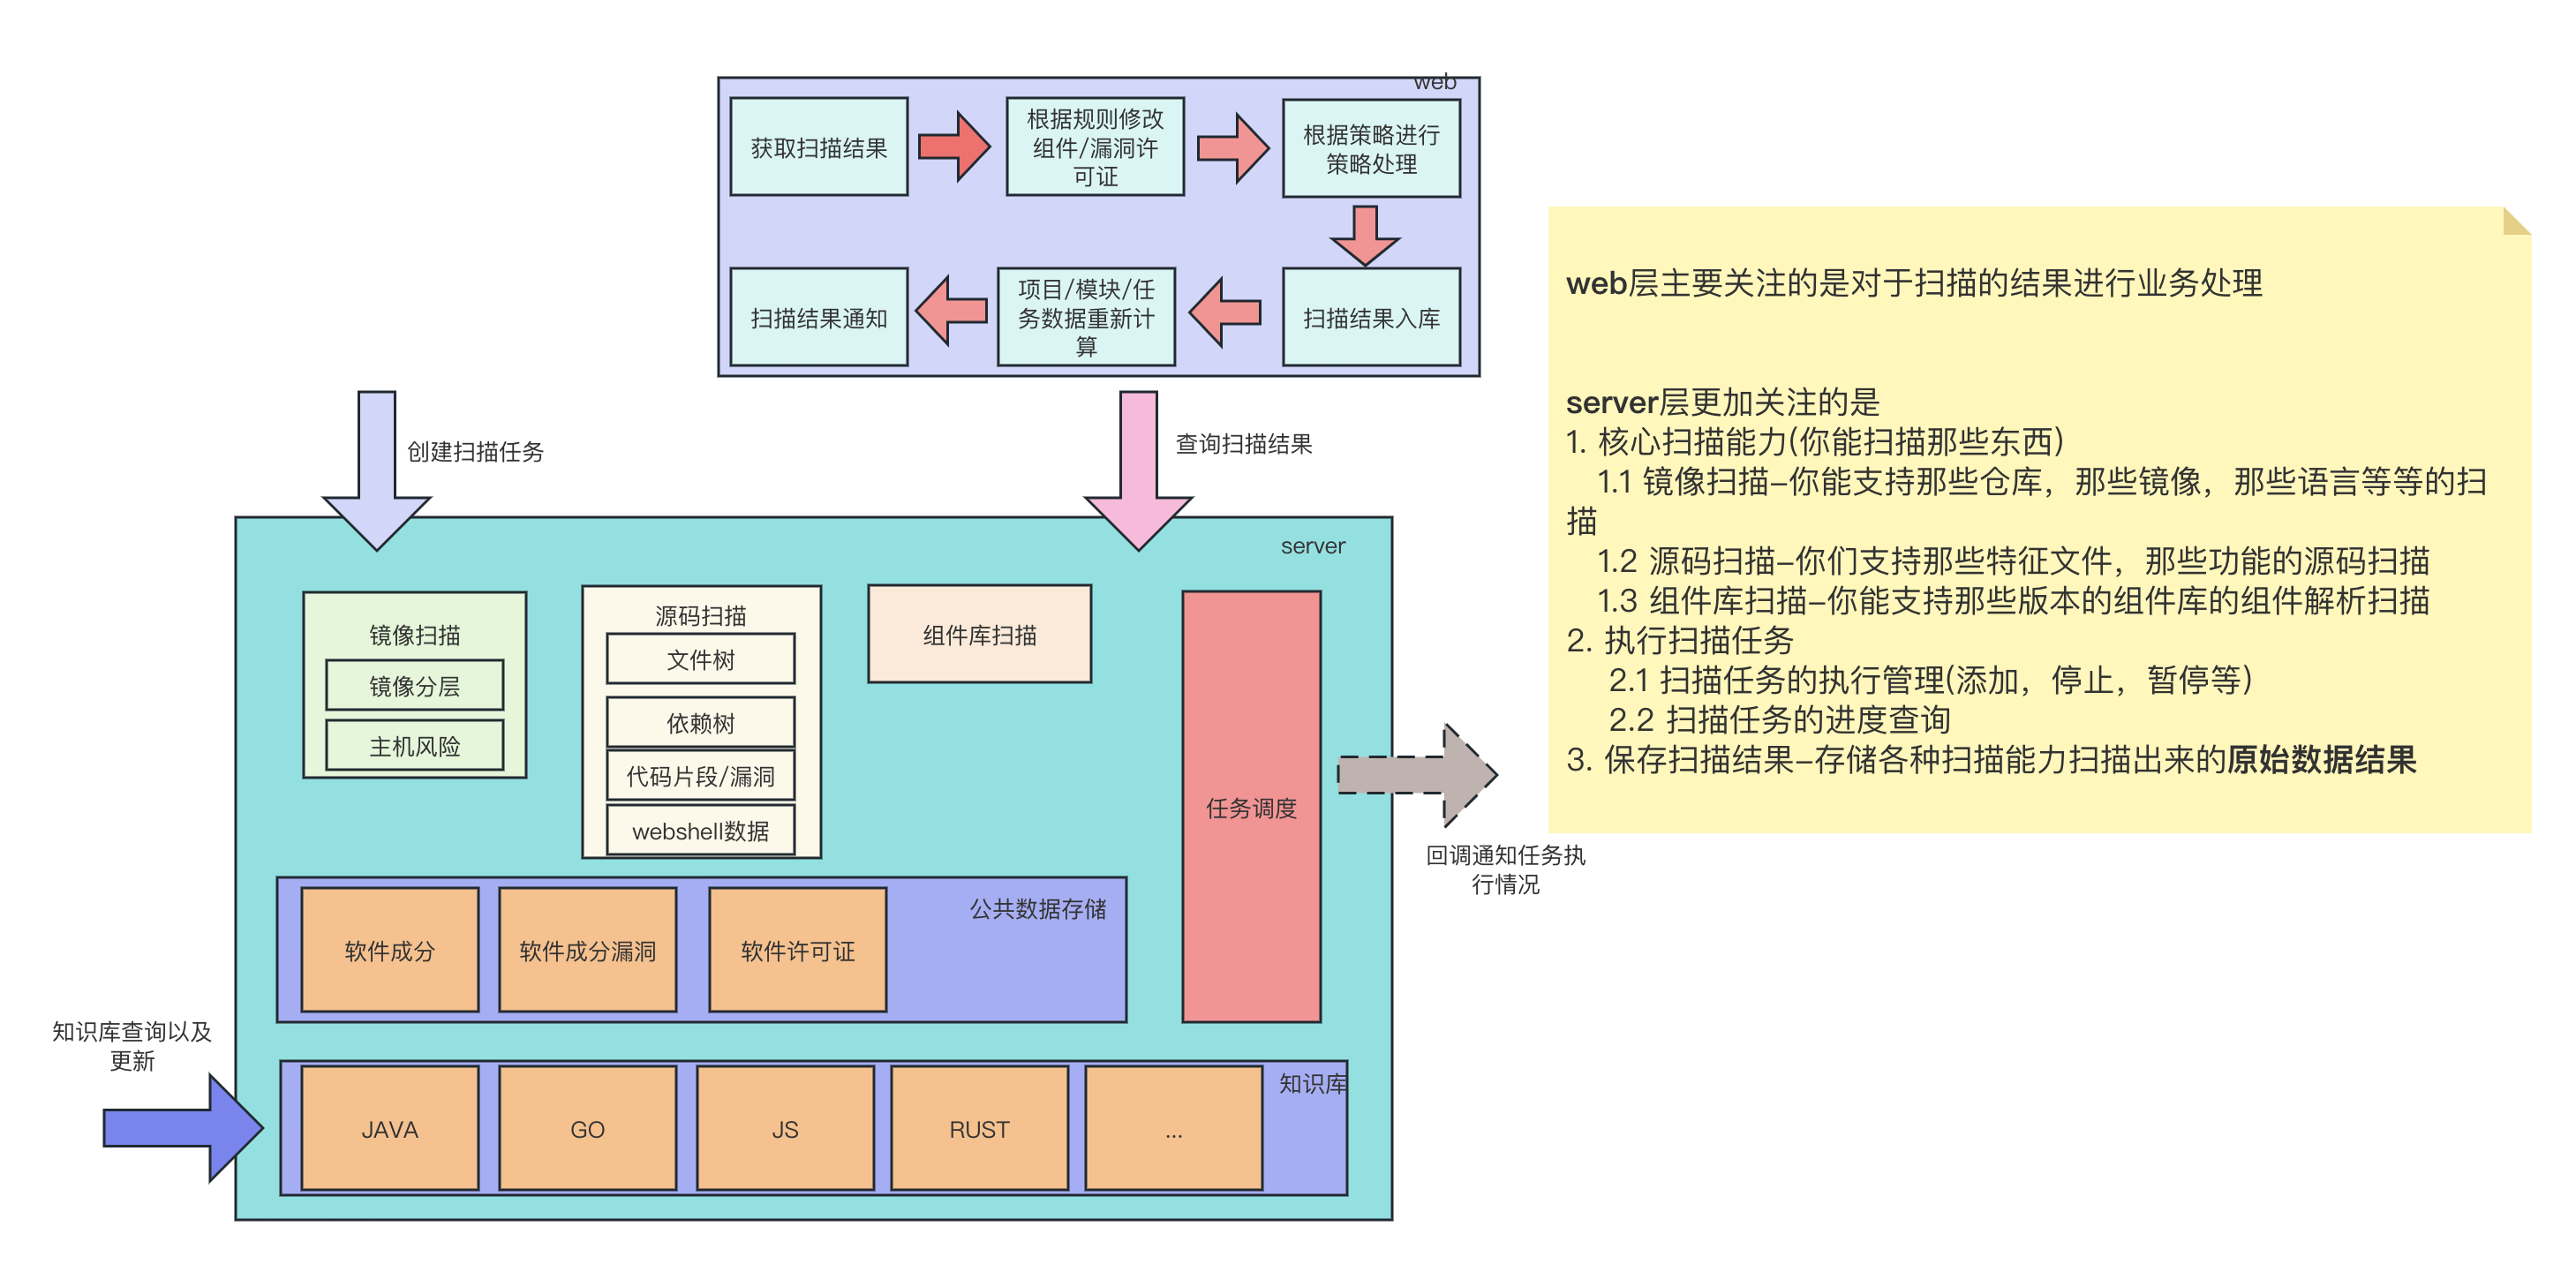 web
获取扫描结果
根据规则修改
组件/漏洞许
可证
根据策略进行
策略处理
扫描结果通知
项目/模块/任
务数据重新计
算
扫描结果入库
创建扫描任务
查询扫描结果
server
镜像扫描
镜像分层
主机风险
源码扫描
文件树
依赖树
代码片段/漏洞
webshell数据
组件库扫描
任务调度
回调通知任务执
行情况
公共数据存储
软件成分
软件成分漏洞
软件许可证
知识库查询以及
更新
知识库
JAVA
GO
JS
RUST
...
web层主要关注的是对于扫描的结果进行业务处理
server层更加关注的是
1. 核心扫描能力(你能扫描那些东西)
1.1 镜像扫描–你能支持那些仓库，那些镜像，那些语言等等的扫
描
1.2 源码扫描–你们支持那些特征文件，那些功能的源码扫描
1.3 组件库扫描–你能支持那些版本的组件库的组件解析扫描
2. 执行扫描任务
2.1 扫描任务的执行管理(添加，停止，暂停等)
2.2 扫描任务的进度查询
3. 保存扫描结果–存储各种扫描能力扫描出来的原始数据结果